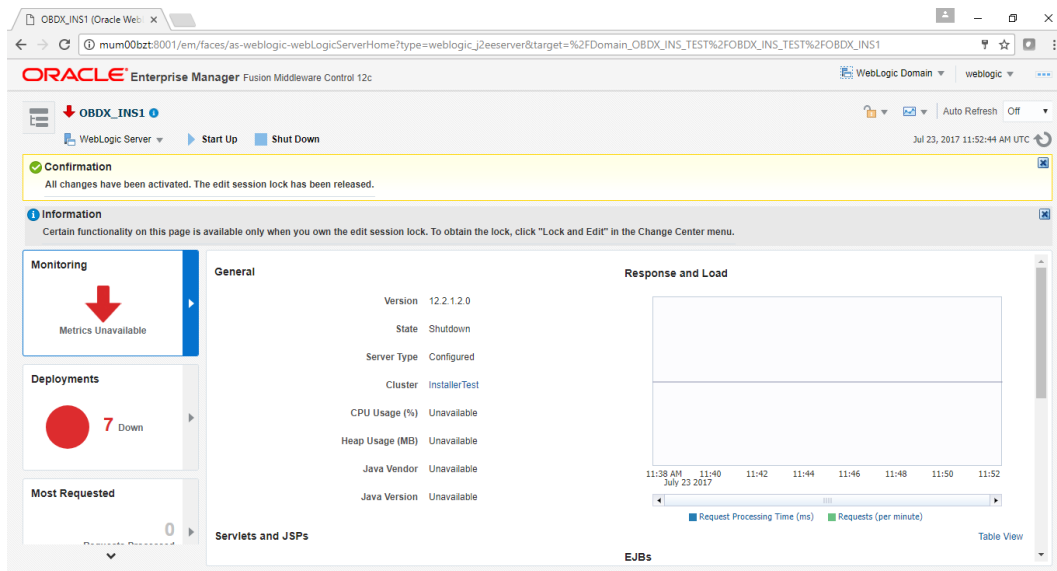 OBDX_INS1 (Oracle Web
mum00bzt:8001/em/faces/as-weblogic-webLogicServerHome?type=weblogic_j2eeserver&target=%2FDomain_OBDX_INS_TEST%2FOBDX_INS_TEST%2FOBDX_INS1
ORACLE Enterprise Manager Fusion Middleware Control 12c
WebLogic Domain weblogic
OBDX_INS1
Auto Refresh Off
WebLogic Server Start Up Shut Down
Jul 23, 2017 11:52:44 AM UTC
Confirmation
All changes have been activated. The edit session lock has been released.
Information
Certain functionality on this page is available only when you own the edit session lock. To obtain the lock, click "Lock and Edit" in the Change Center menu.
Monitoring
Metrics Unavailable
Deployments
7 Down
Most Requested
0
Requests Processed
General
Version 12.2.1.2.0
State Shutdown
Server Type Configured
Cluster InstallerTest
CPU Usage (%) Unavailable
Heap Usage (MB) Unavailable
Java Vendor Unavailable
Java Version Unavailable
Servlets and JSPs
Response and Load
11:38 AM 11:40 11:42 11:44 11:46 11:48 11:50 11:52
July 23 2017
Request Processing Time (ms) Requests (per minute)
Table View
EJBs